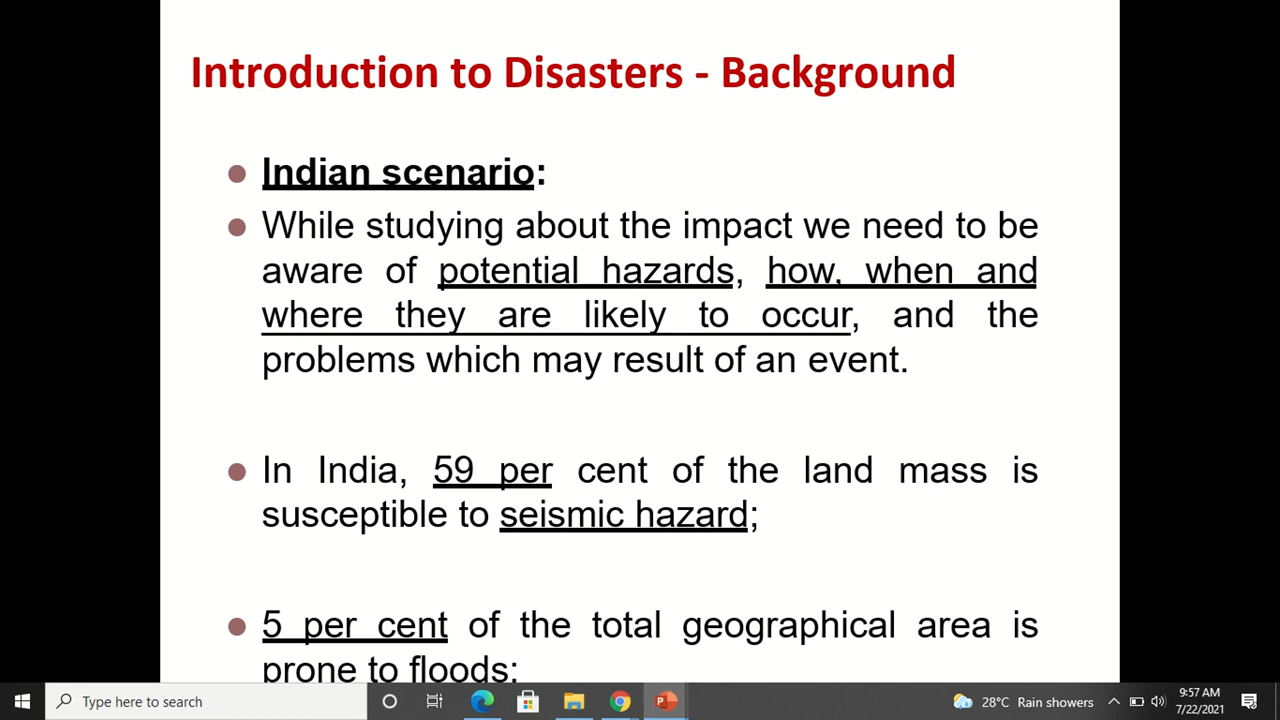 Introduction to Disasters - Background
Indian scenario:
While studying about the impact we need to be
aware of potential hazards, how, when and
where they are likely to occur, and the
problems which may result of an event.
In India, 59 per cent of the land mass is
susceptible to seismic hazard;
5 per cent of the total geographical area is
prone to floods;
Type here to search
28°C Rain showers
9:57 AM
7/22/2021